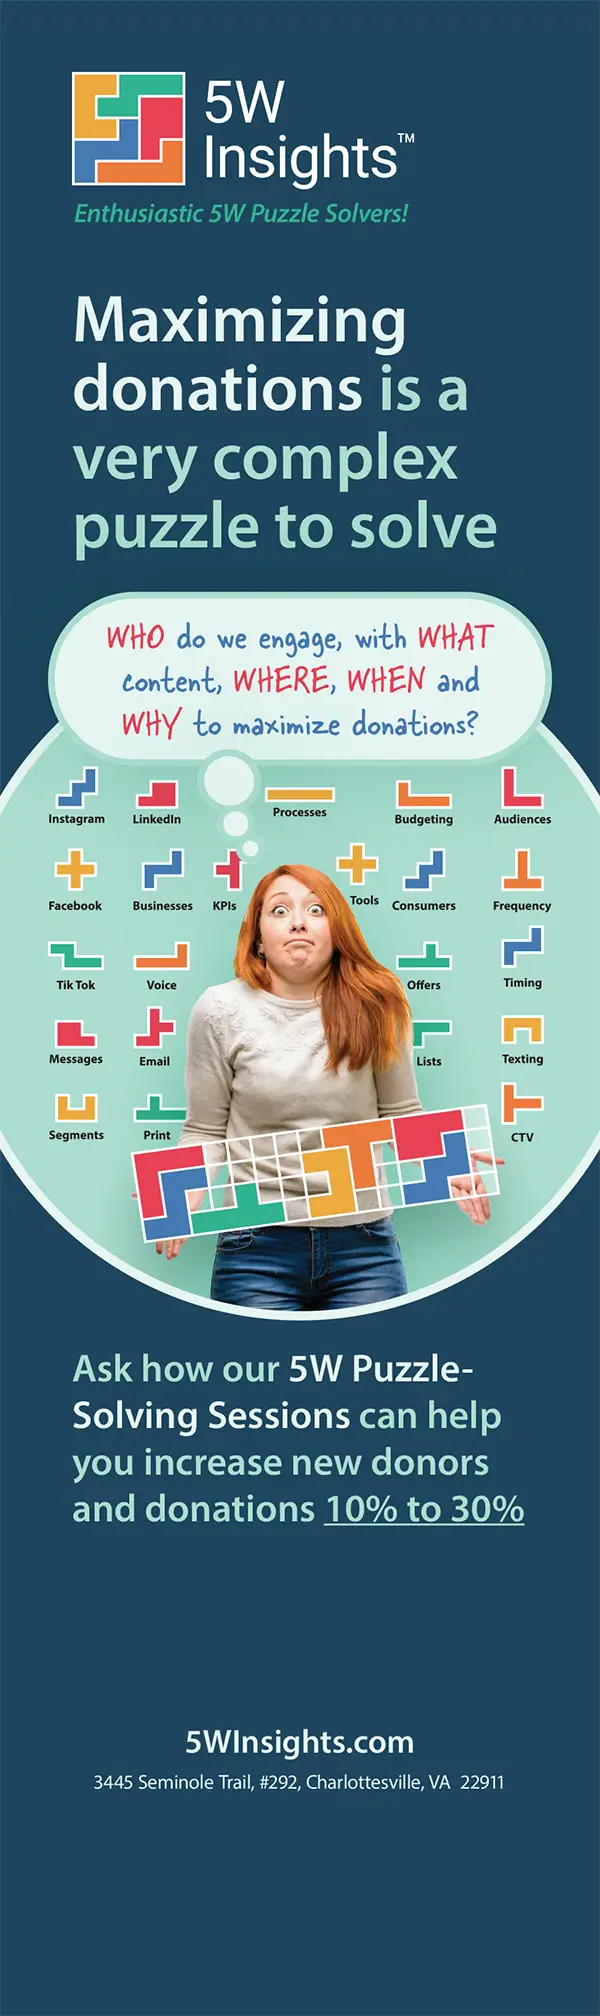 5W
Insights™
Enthusiastic 5W Puzzle Solvers!
Maximizing
donations is a
very complex
puzzle to solve
WHO do we engage, with WHAT
content, WHERE, WHEN and
WHY to maximize donations?
Instagram
LinkedIn
Processes
Budgeting
Audiences
Facebook
Businesses
KPIs
Tools
Consumers
Frequency
Tik Tok
Voice
Offers
Timing
Messages
Email
Lists
Texting
Segments
Print
CTV
Ask how our 5W Puzzle-
Solving Sessions can help
you increase new donors
and donations 10% to 30%
5WInsights.com
3445 Seminole Trail, #292, Charlottesville, VA 22911